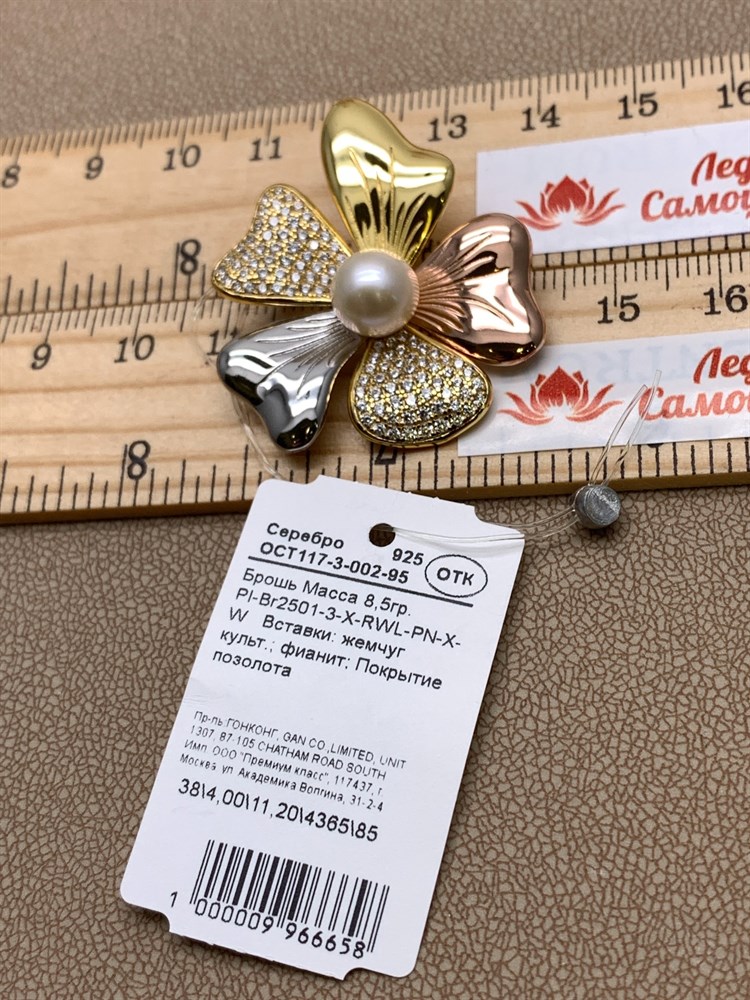 13 14 15 16
8 9 10 11
Лед
Самоц
8
15 16
9 10 11
Лед
Самоц
8
Серебро 925
ОСТ117-3-002-95
ОТК
Брошь Масса 8,5гр.
PI-Br2501-3-X-RWL-PN-X-
W Вставки: жемчуг
культ.; фианит; Покрытие
позолота
Пр-ль:ГОНКОНГ, GAN CO.,LIMITED, UNIT
1307, 87-105 CHATHAM ROAD SOUTH
Имп. ООО "Премиум класс", 117437, г.
Москва, ул. Академика Волгина, 31-2-4
38\4,00\11,20\4365\85
1 000009 966658